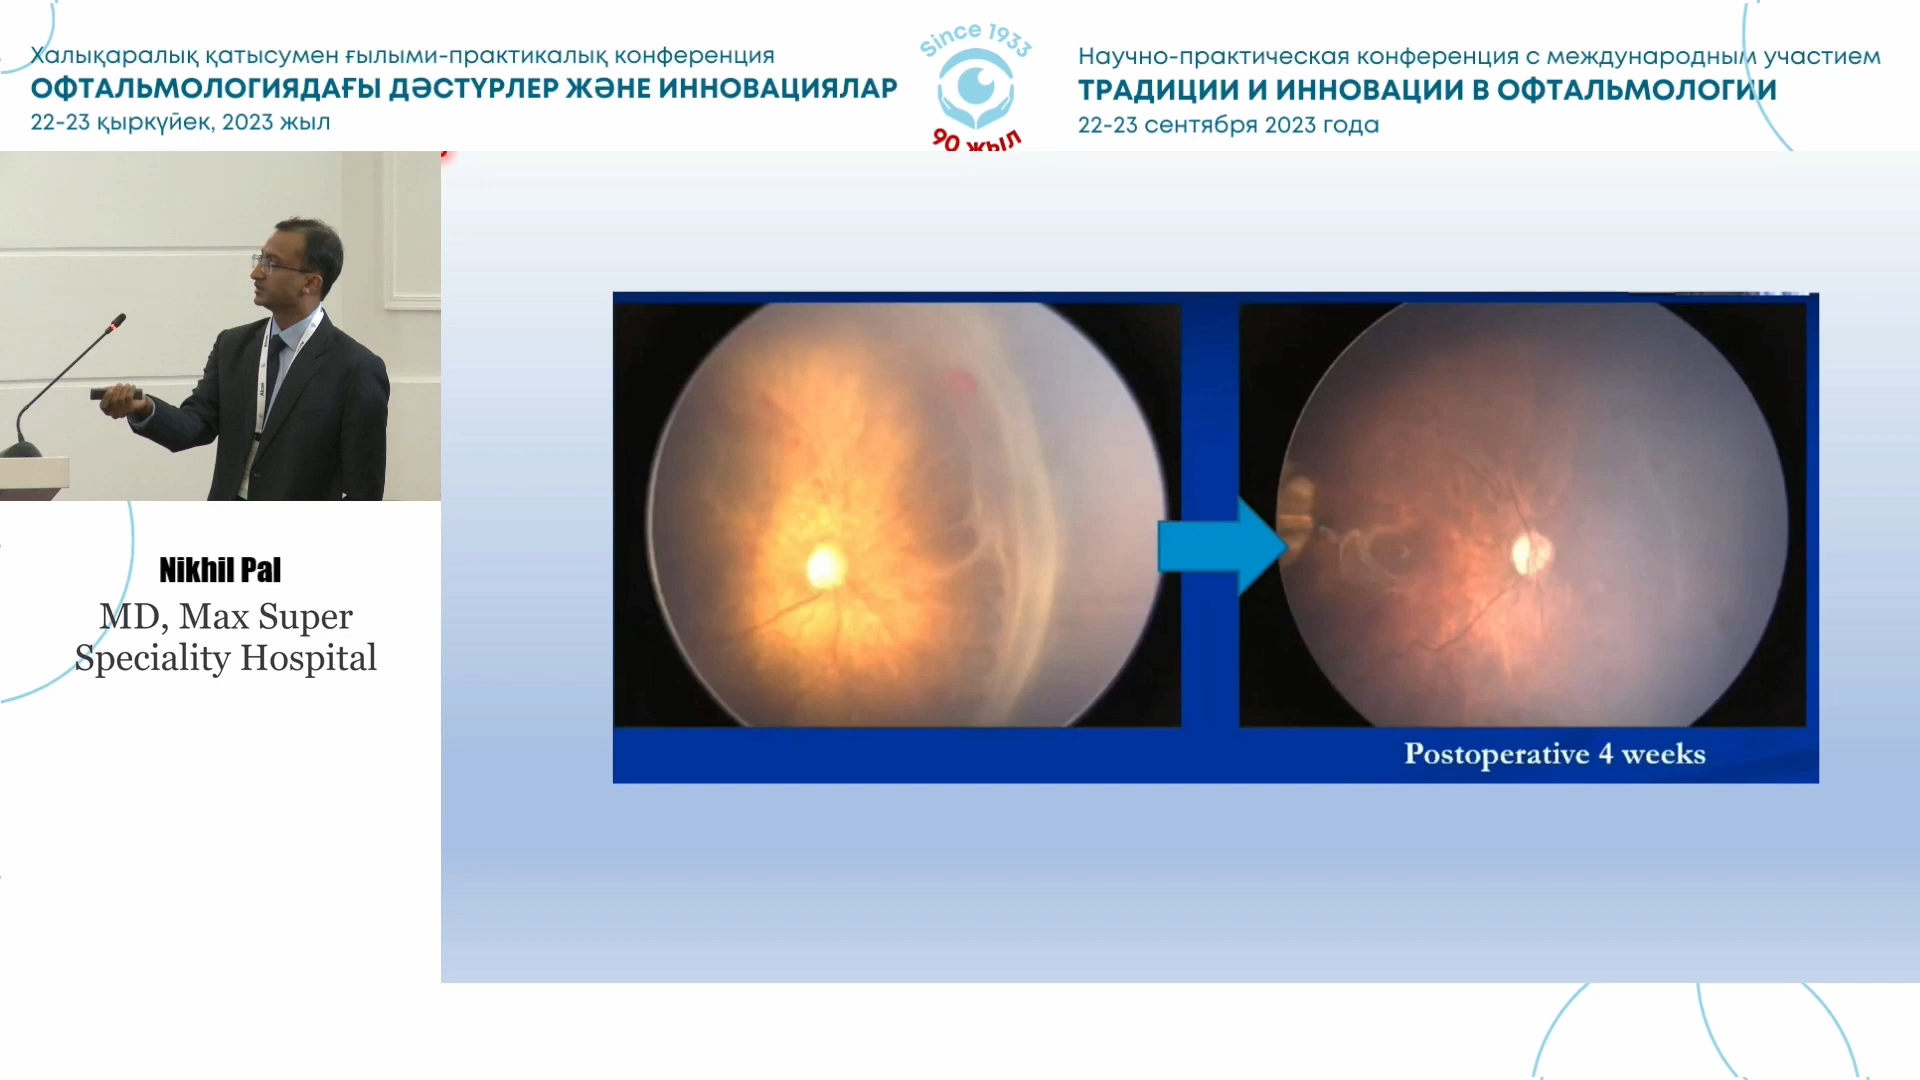 Халықаралық қатысумен ғылыми-практикалық конференция
ОФТАЛЬМОЛОГИЯДАҒЫ ДӘСТҮРЛЕР ЖӘНЕ ИННОВАЦИЯЛАР
22-23 қыркүйек, 2023 жыл
Since 1933
90 жыл
Научно-практическая конференция с международным участием
ТРАДИЦИИ И ИННОВАЦИИ В ОФТАЛЬМОЛОГИИ
22-23 сентября 2023 года
Nikhil Pal
MD, Max Super
Speciality Hospital
Postoperative 4 weeks